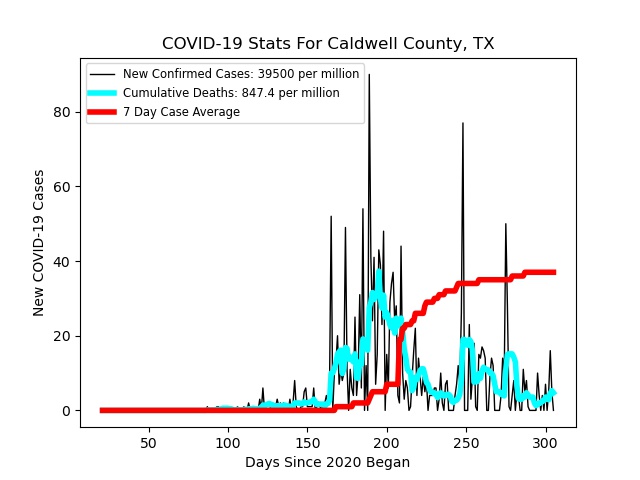 COVID-19 Stats For Caldwell County, TX
New Confirmed Cases: 39500 per million
Cumulative Deaths: 847.4 per million
7 Day Case Average
New COVID-19 Cases
80
60
40
20
0
50 100 150 200 250 300
Days Since 2020 Began